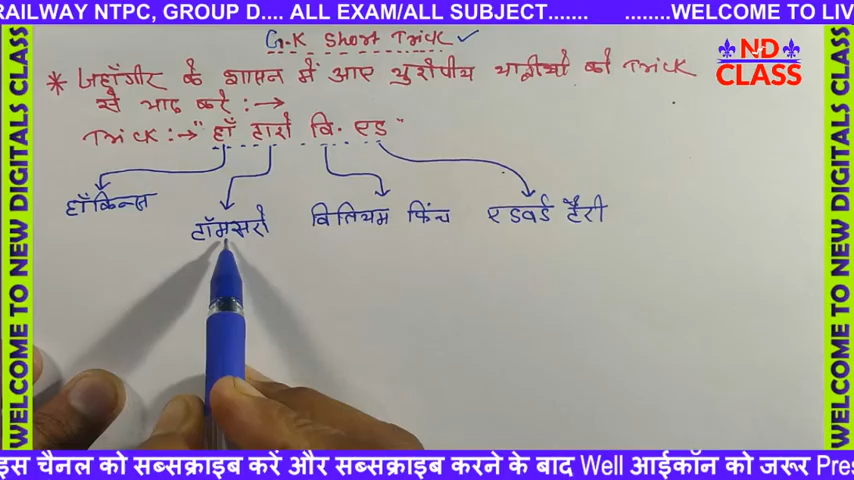 RAILWAY NTPC, GROUP D.... ALL EXAM/ALL SUBJECT....... ........WELCOME TO LIV
G.K Short Trick ✓
ND CLASS
* जहाँगीर के शासन में आए युरोपीय यात्रीयो को Trick
से याद करे :→
Trick :→ "हाँ टारो वि. एड"
हाँकिन्स
टॉमसरो विलियम फिंच एडवर्ड टैरी
WELCOME TO NEW DIGITALS CLASS
WELCOME TO NEW DIGITALS CLASS
इस चैनल को सब्सक्राइब करें और सब्सक्राइब करने के बाद Well आईकॉन को जरूर Pres